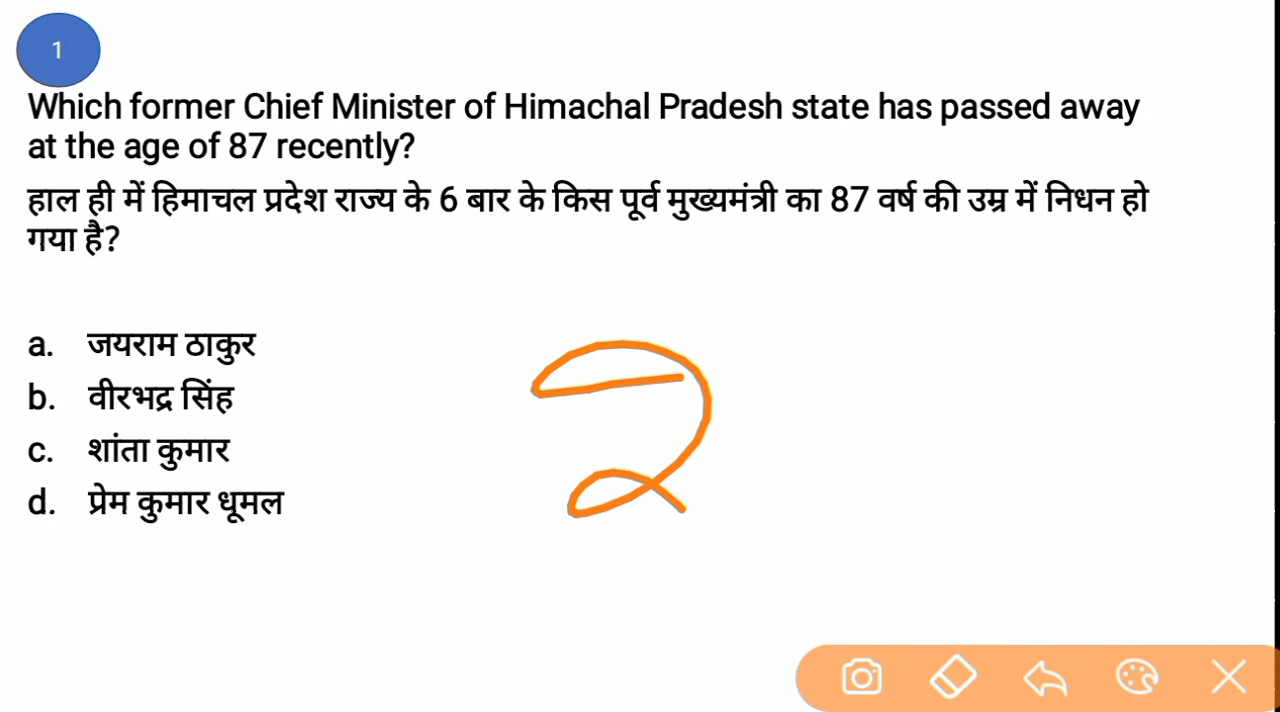 1
Which former Chief Minister of Himachal Pradesh state has passed away
at the age of 87 recently?
हाल ही में हिमाचल प्रदेश राज्य के 6 बार के किस पूर्व मुख्यमंत्री का 87 वर्ष की उम्र में निधन हो
गया है?
a. जयराम ठाकुर
b. वीरभद्र सिंह
c. शांता कुमार
d. प्रेम कुमार धूमल
2